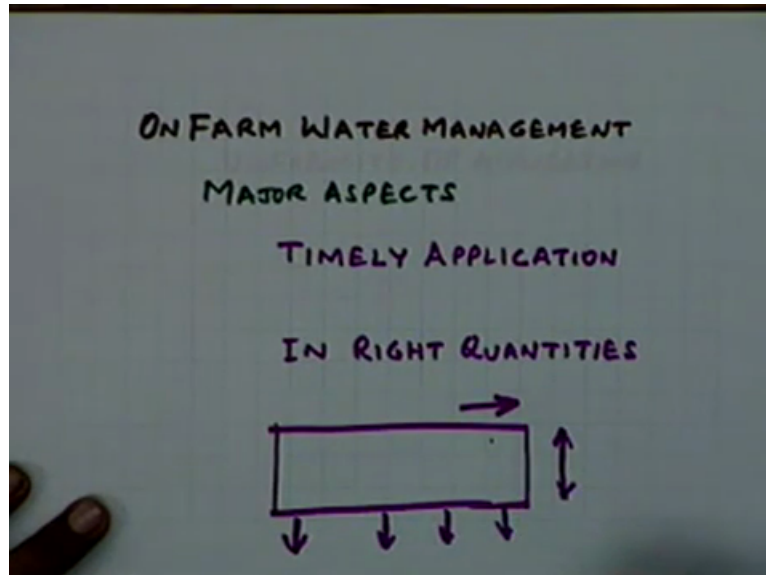 ON FARM WATER MANAGEMENT
MAJOR ASPECTS
TIMELY APPLICATION
IN RIGHT QUANTITIES